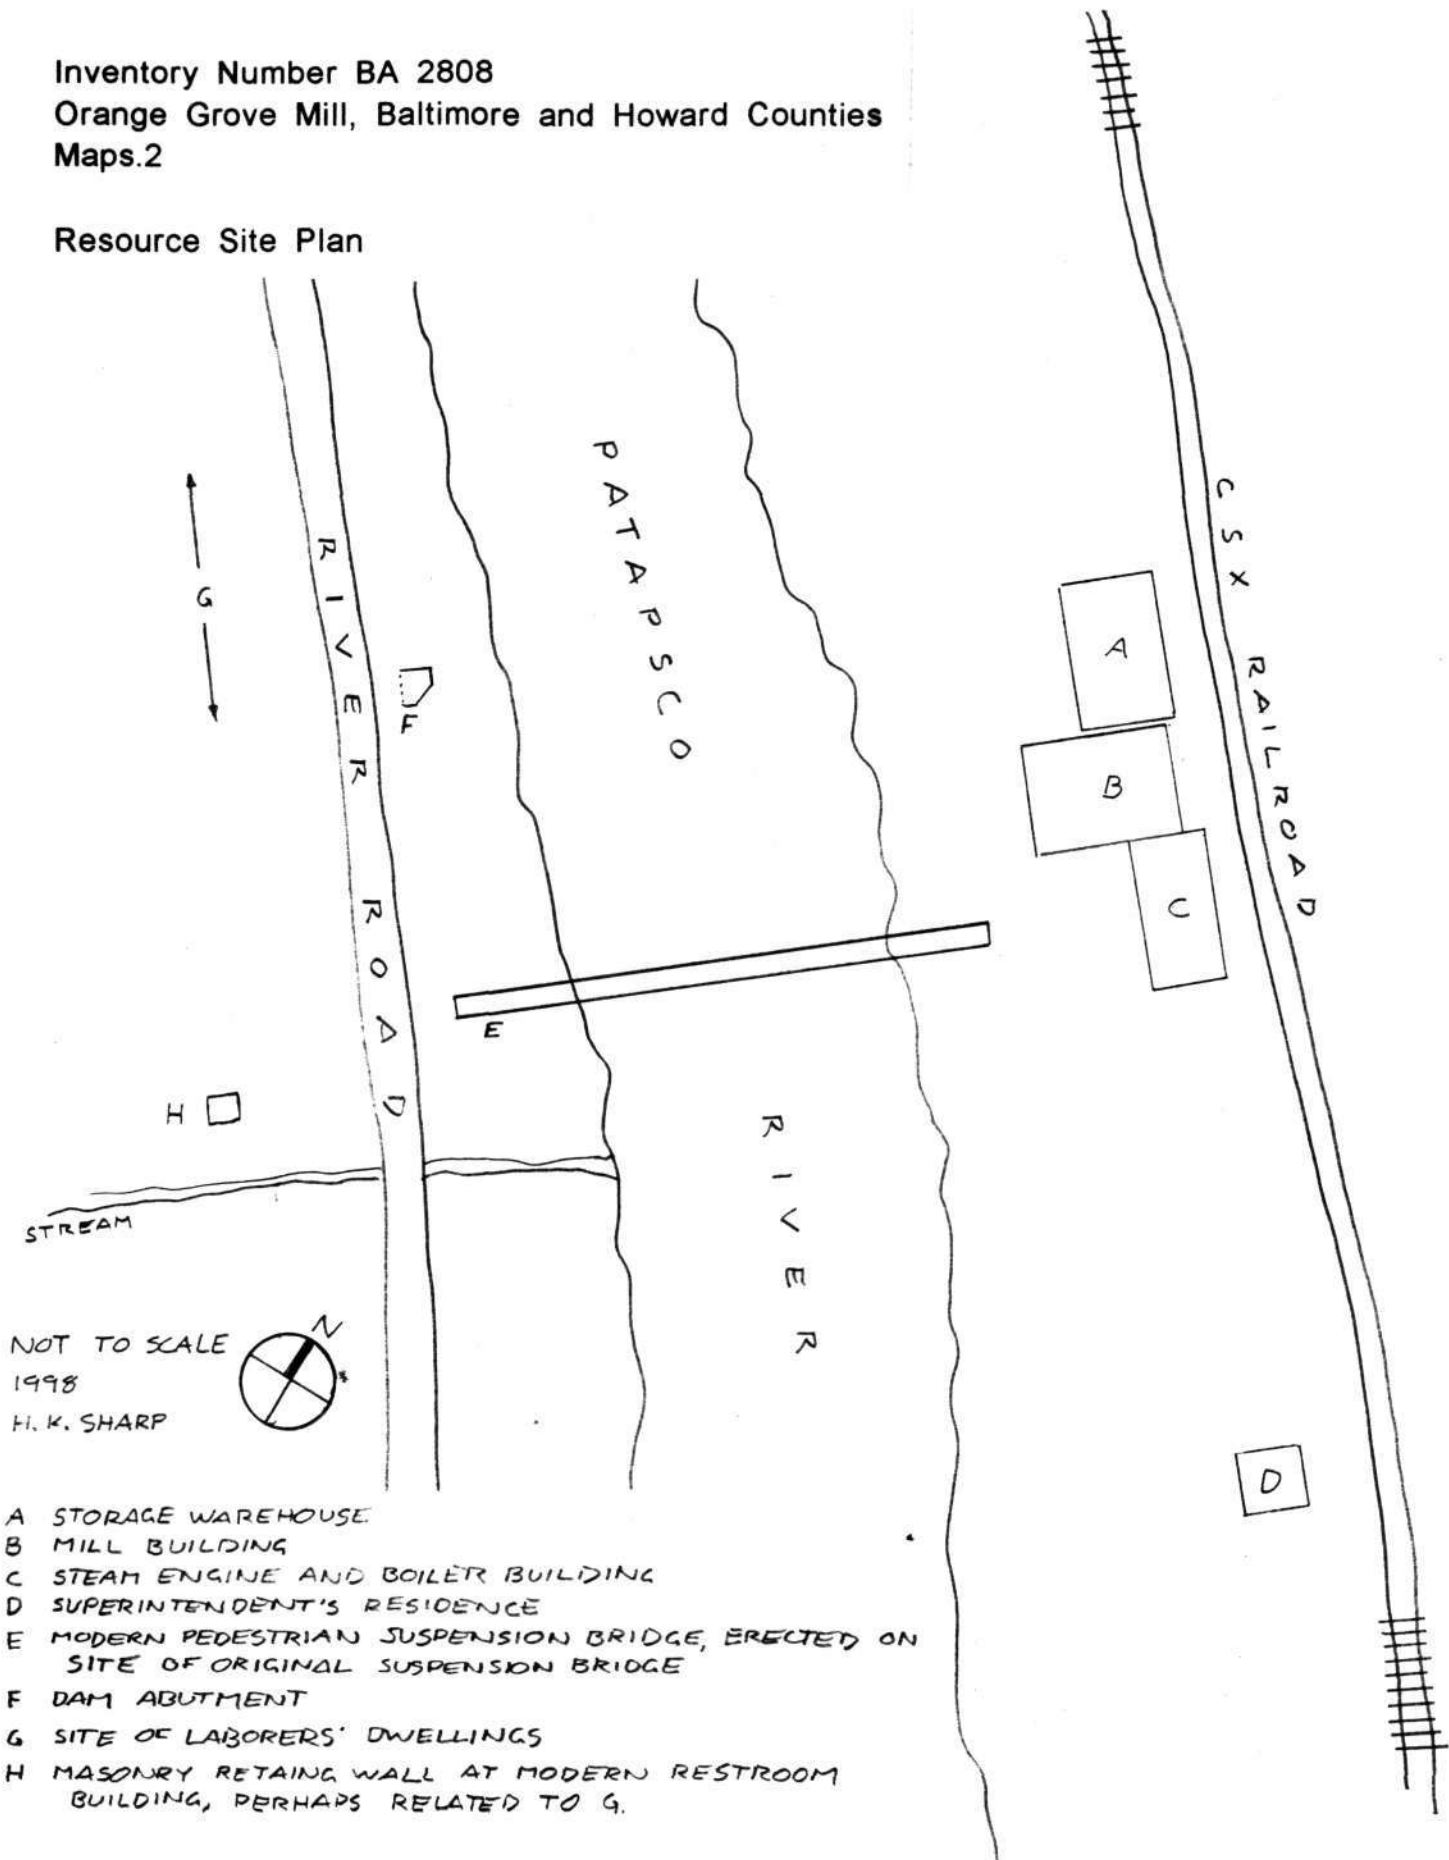 Inventory Number BA 2808
Orange Grove Mill, Baltimore and Howard Counties
Maps.2
Resource Site Plan
RIVER ROAD
PATAPSCO
RIVER
CSX RAILROAD
G
F
A
B
C
E
H
STREAM
D
N
NOT TO SCALE
1998
H. K. SHARP
A STORAGE WAREHOUSE
B MILL BUILDING
C STEAM ENGINE AND BOILER BUILDING
D SUPERINTENDENT'S RESIDENCE
E MODERN PEDESTRIAN SUSPENSION BRIDGE, ERECTED ON
SITE OF ORIGINAL SUSPENSION BRIDGE
F DAM ABUTMENT
G SITE OF LABORERS' DWELLINGS
H MASONRY RETAING WALL AT MODERN RESTROOM
BUILDING, PERHAPS RELATED TO G.